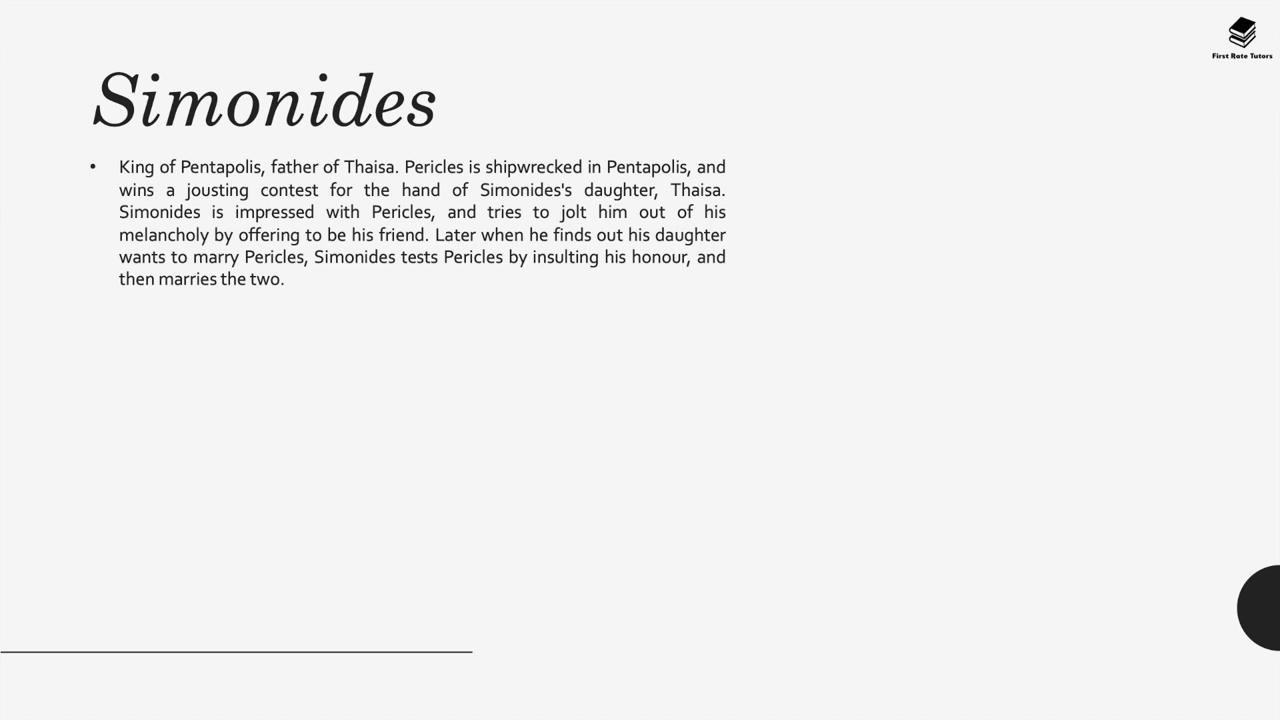 First Rate Tutors
Simonides
• King of Pentapolis, father of Thaisa. Pericles is shipwrecked in Pentapolis, and
wins a jousting contest for the hand of Simonides's daughter, Thaisa.
Simonides is impressed with Pericles, and tries to jolt him out of his
melancholy by offering to be his friend. Later when he finds out his daughter
wants to marry Pericles, Simonides tests Pericles by insulting his honour, and
then marries the two.